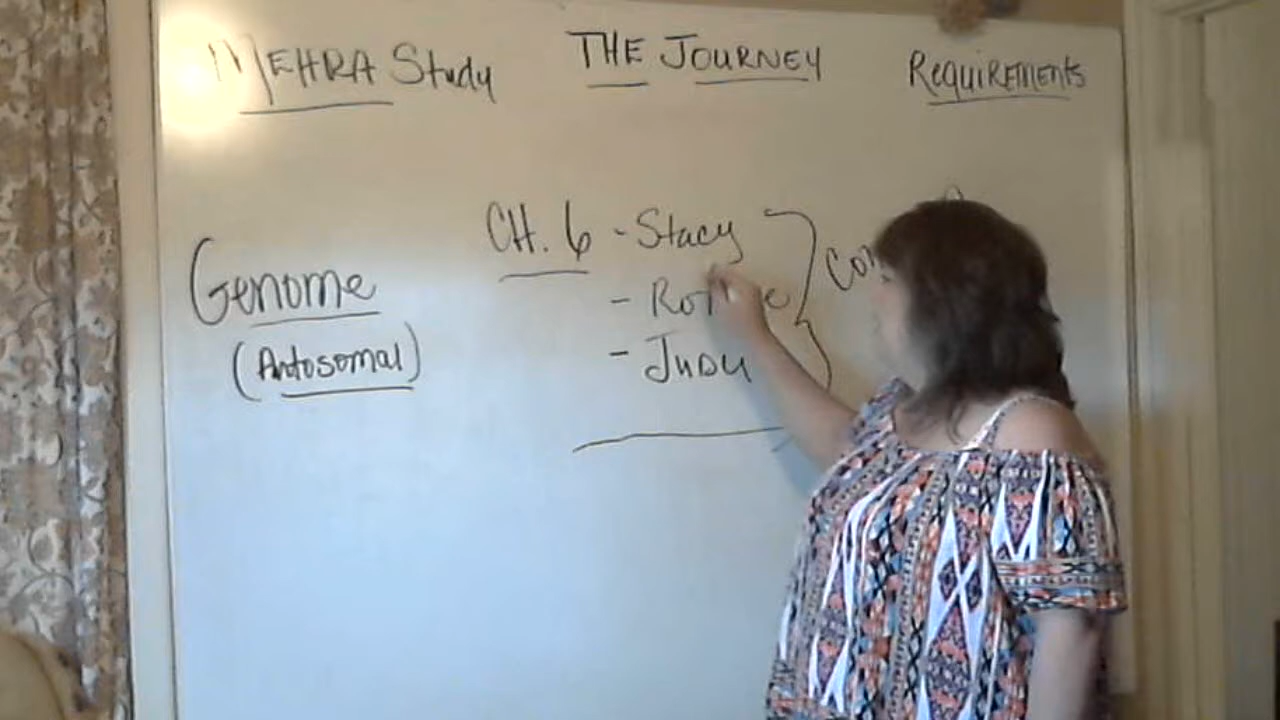 MEHRA Study THE JOURNEY REQUIREMENTS
CH. 6 - Stacy
Genome -
(Autosomal) - JUDY